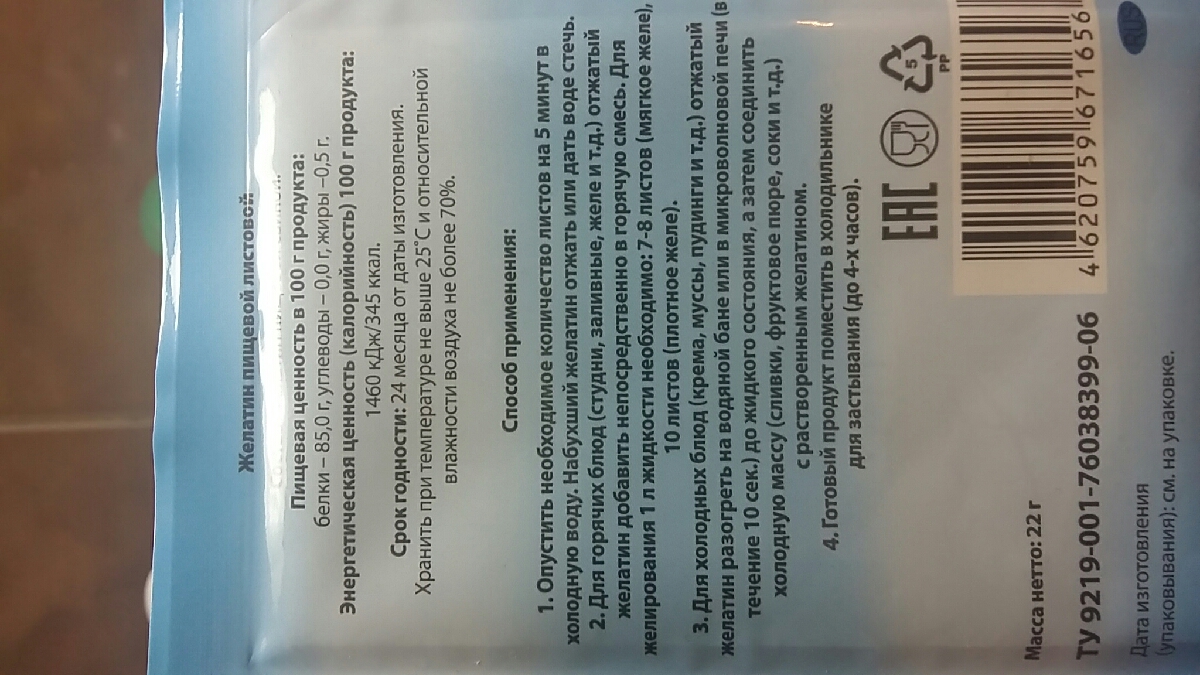 Желатин пищевой листовой
Пищевая ценность в 100 г продукта:
белки – 85,0 г, углеводы – 0,0 г, жиры –0,5 г.
Энергетическая ценность (калорийность) 100 г продукта:
1460 кДж/345 ккал.
Срок годности: 24 месяца от даты изготовления.
Хранить при температуре не выше 25°С и относительной
влажности воздуха не более 70%.
Способ применения:
1. Опустить необходимое количество листов на 5 минут в
холодную воду. Набухший желатин отжать или дать воде стечь.
2. Для горячих блюд (студни, заливные, желе и т.д.) отжатый
желатин добавить непосредственно в горячую смесь. Для
желирования 1 л жидкости необходимо: 7-8 листов (мягкое желе),
10 листов (плотное желе).
3. Для холодных блюд (крема, муссы, пудинги и т.д.) отжатый
желатин разогреть на водяной бане или в микроволновой печи (в
течение 10 сек.) до жидкого состояния, а затем соединить
холодную массу (сливки, фруктовое пюре, соки и т.д.)
с растворенным желатином.
4. Готовый продукт поместить в холодильнике
для застывания (до 4-х часов).
EAC
5
PP
4 620759 671656
RUS
Масса нетто: 22 г
ТУ 9219-001-76038399-06
Дата изготовления
(упаковывания): см. на упаковке.